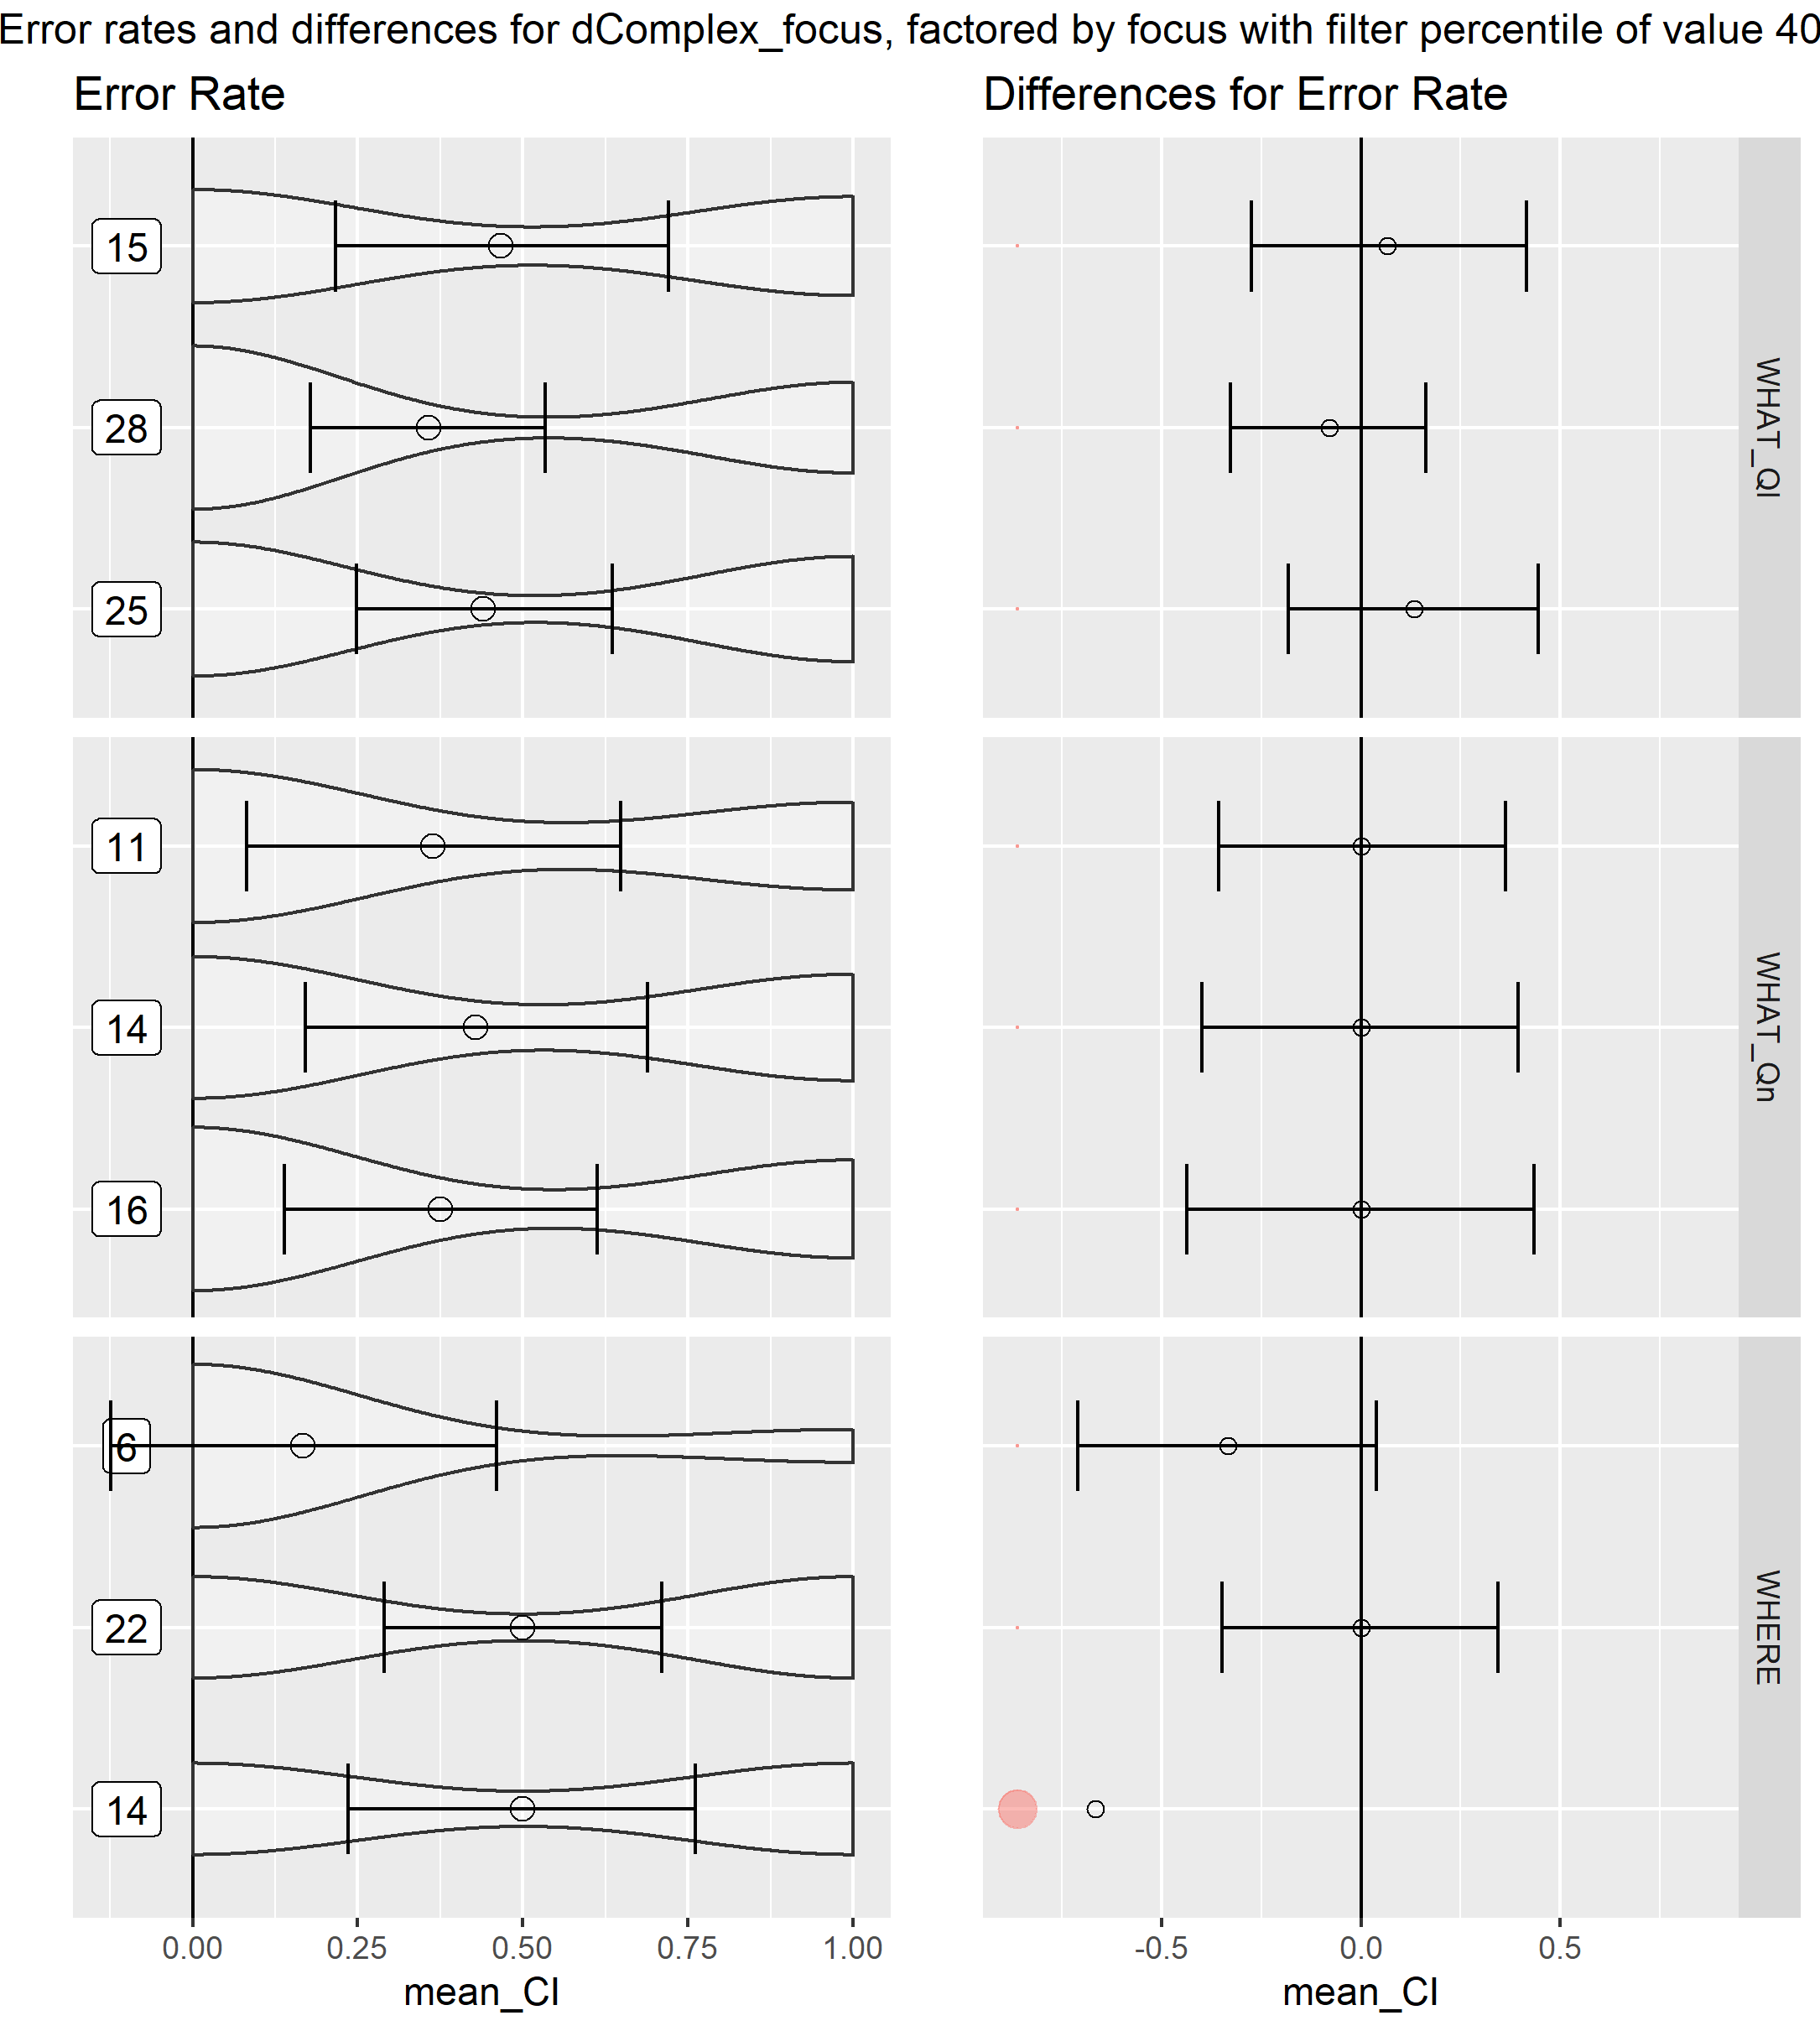 Error rates and differences for dComplex_focus, factored by focus with filter percentile of value 40
Error Rate
Differences for Error Rate
15
28
25
WHAT_Ql
11
14
16
WHAT_Qn
6
22
14
WHERE
0.00 0.25 0.50 0.75 1.00
-0.5 0.0 0.5
mean_CI
mean_CI